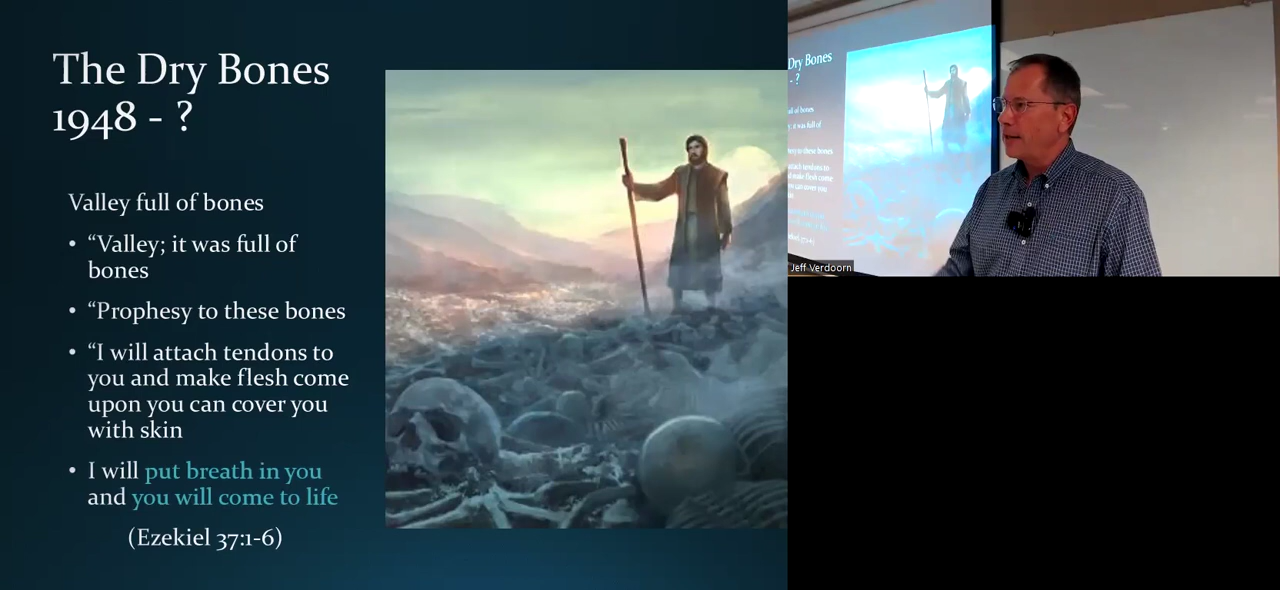 The Dry Bones
1948 - ?
Valley full of bones
• “Valley; it was full of
bones
• “Prophesy to these bones
• “I will attach tendons to
you and make flesh come
upon you can cover you
with skin
• I will put breath in you
and you will come to life
(Ezekiel 37:1-6)
Dry Bones
- ?
Jeff Verdoorn